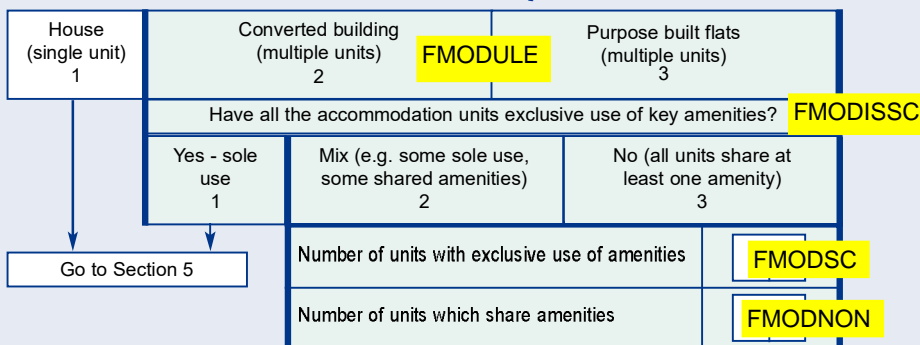 House
(single unit)
1
Converted building
(multiple units)
2
FMODULE
Purpose built flats
(multiple units)
3
Have all the accommodation units exclusive use of key amenities?
FMODISSC
Yes - sole
use
1
Mix (e.g. some sole use,
some shared amenities)
2
No (all units share at
least one amenity)
3
Go to Section 5
Number of units with exclusive use of amenities
FMODSC
Number of units which share amenities
FMODNON